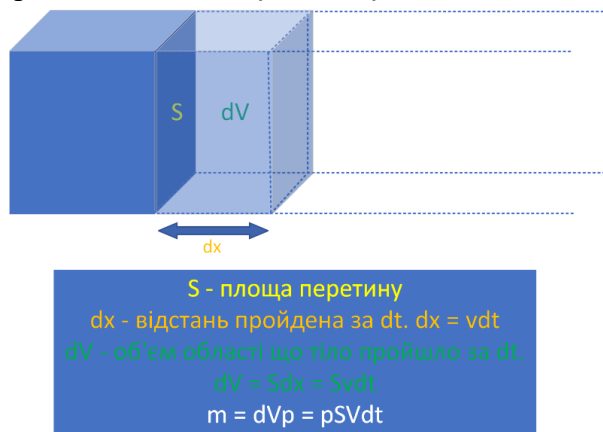 S
dV
dx
S - площа перетину
dx - відстань пройдена за dt. dx = vdt
dV - об'єм області що тіло пройшло за dt.
dV = Sdx = Svdt
m = dVp = pSVdt